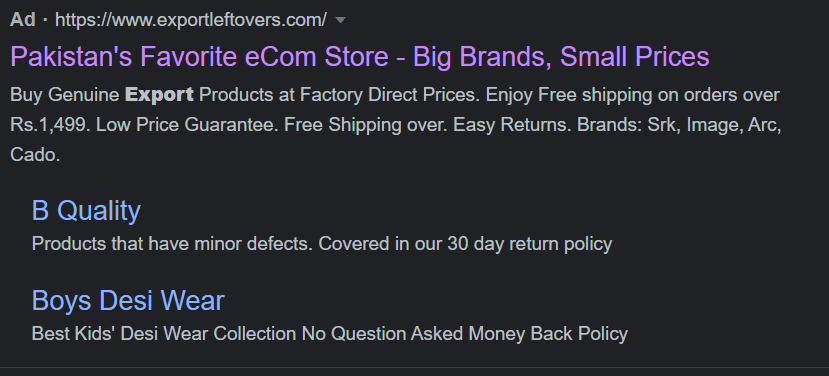 Ad · https://www.exportleftovers.com/
Pakistan's Favorite eCom Store - Big Brands, Small Prices
Buy Genuine Export Products at Factory Direct Prices. Enjoy Free shipping on orders over
Rs.1,499. Low Price Guarantee. Free Shipping over. Easy Returns. Brands: Srk, Image, Arc,
Cado.
B Quality
Products that have minor defects. Covered in our 30 day return policy
Boys Desi Wear
Best Kids' Desi Wear Collection No Question Asked Money Back Policy